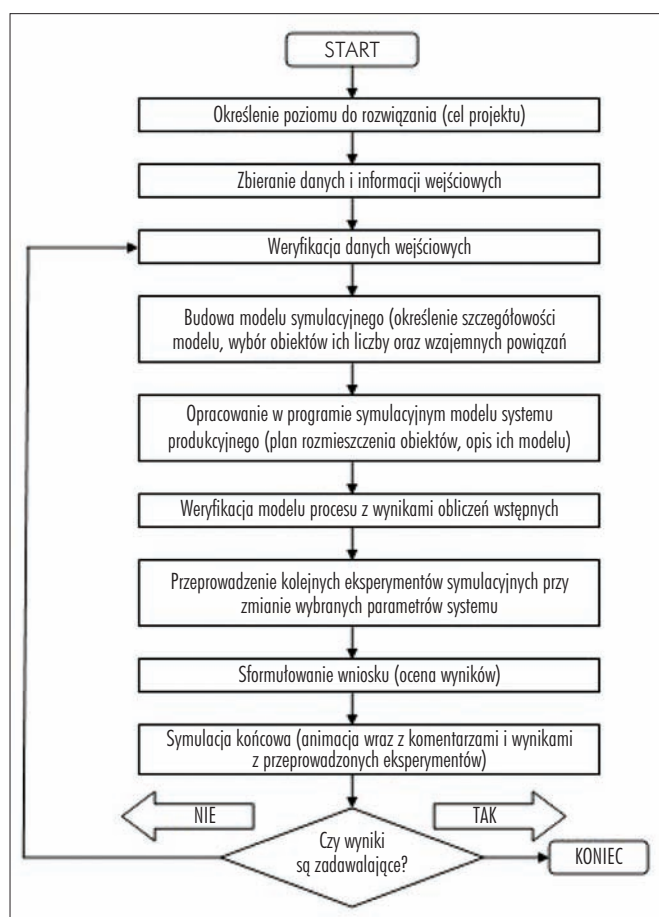 START
Określenie poziomu do rozwiązania (cel projektu)
Zbieranie danych i informacji wejściowych
Weryfikacja danych wejściowych
Budowa modelu symulacyjnego (określenie szczegółowości
modelu, wybór obiektów ich liczby oraz wzajemnych powiązań
Opracowanie w programie symulacyjnym modelu systemu
produkcyjnego (plan rozmieszczenia obiektów, opis ich modelu)
Weryfikacja modelu procesu z wynikami obliczeń wstępnych
Przeprowadzenie kolejnych eksperymentów symulacyjnych przy
zmianie wybranych parametrów systemu
Sformułowanie wniosku (ocena wyników)
Symulacja końcowa (animacja wraz z komentarzami i wynikami
z przeprowadzonych eksperymentów)
NIE
TAK
Czy wyniki
są zadawalające?
KONIEC